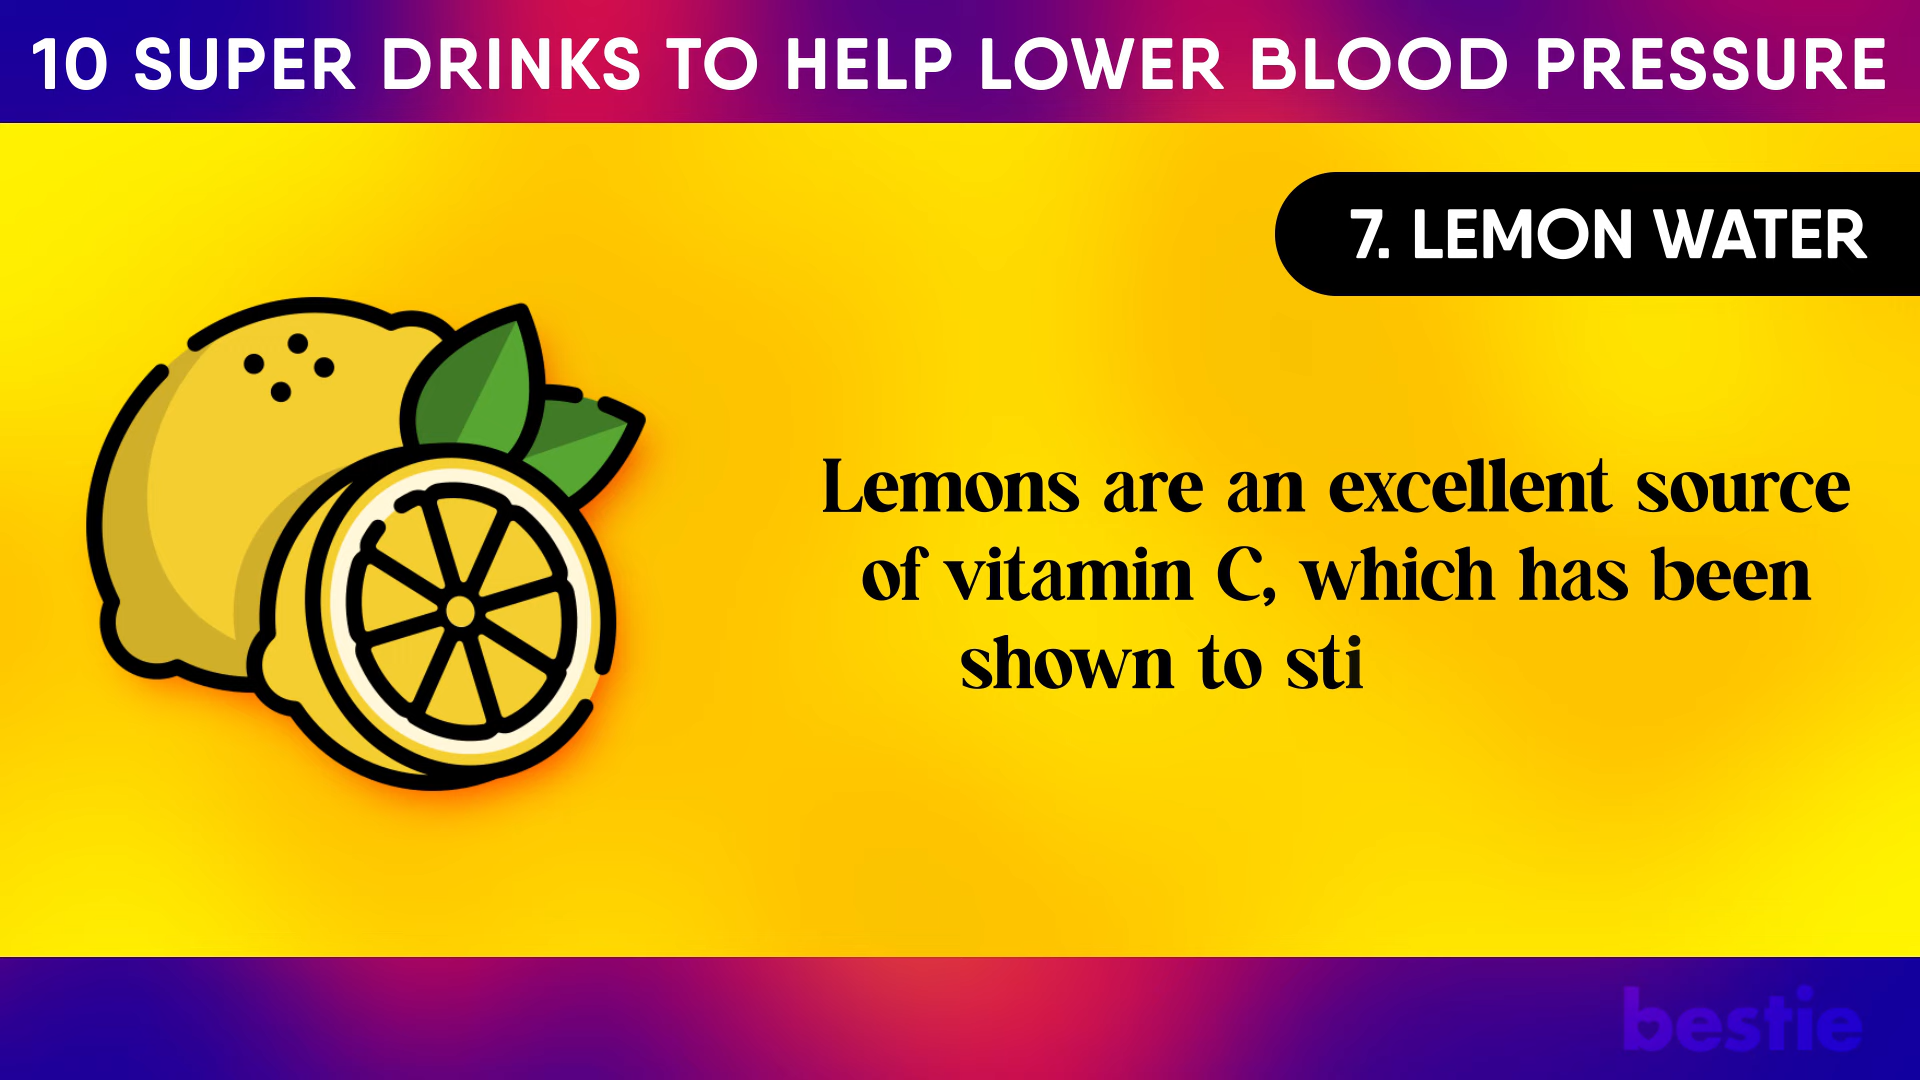 10 SUPER DRINKS TO HELP LOWER BLOOD PRESSURE
7. LEMON WATER
Lemons are an excellent source
of vitamin C, which has been
shown to sti
bestie